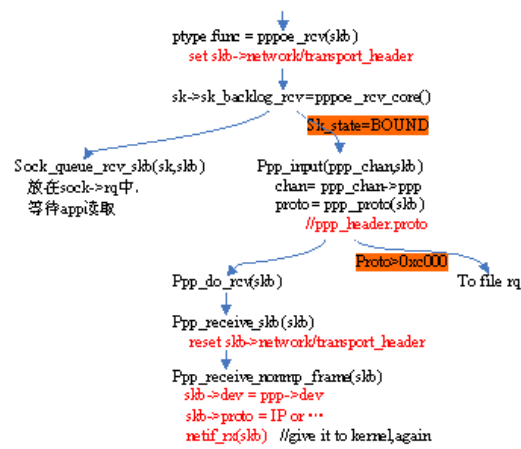 ptype.func = pppoe_rcv(skb)
set skb->network/transport_header
sk->sk_backlog_rcv=pppoe_rcv_core()
Sk_state=BOUND
Sock_queue_rcv_skb(sk,skb)
放在sock->rq中,
等待appi读取
Ppp_input(ppp_chan,skb)
chan= ppp_chan->ppp
proto= ppp_proto(skb)
//ppp_header.proto
Proto>0xc000
Ppp_do_rcv(skb)
To file rq
Ppp_receive_skb(skb)
reset skb->network/transport_header
Ppp_receive_nonmp_frame(skb)
skb->dev = ppp->dev
skb->proto = IP or …
netif_rx(skb) //give it to kernel,again